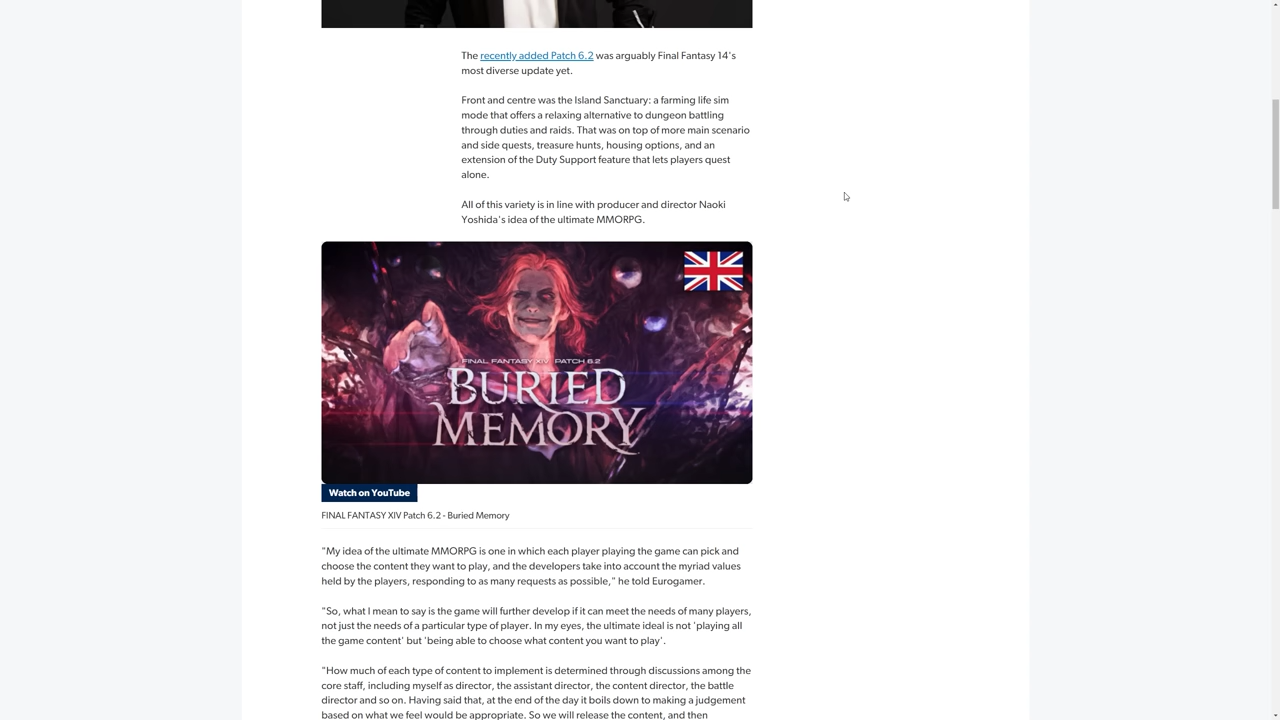 The recently added Patch 6.2 was arguably Final Fantasy 14's
most diverse update yet.
Front and centre was the Island Sanctuary: a farming life sim
mode that offers a relaxing alternative to dungeon battling
through duties and raids. That was on top of more main scenario
and side quests, treasure hunts, housing options, and an
extension of the Duty Support feature that lets players quest
alone.
All of this variety is in line with producer and director Naoki
Yoshida's idea of the ultimate MMORPG.
FINAL FANTASY XIV PATCH 6.2
BURIED
MEMORY
Watch on YouTube
FINAL FANTASY XIV Patch 6.2 - Buried Memory
"My idea of the ultimate MMORPG is one in which each player playing the game can pick and
choose the content they want to play, and the developers take into account the myriad values
held by the players, responding to as many requests as possible," he told Eurogamer.
"So, what I mean to say is the game will further develop if it can meet the needs of many players,
not just the needs of a particular type of player. In my eyes, the ultimate ideal is not 'playing all
the game content' but 'being able to choose what content you want to play'.
"How much of each type of content to implement is determined through discussions among the
core staff, including myself as director, the assistant director, the content director, the battle
director and so on. Having said that, at the end of the day it boils down to making a judgement
based on what we feel would be appropriate. So we will release the content, and then